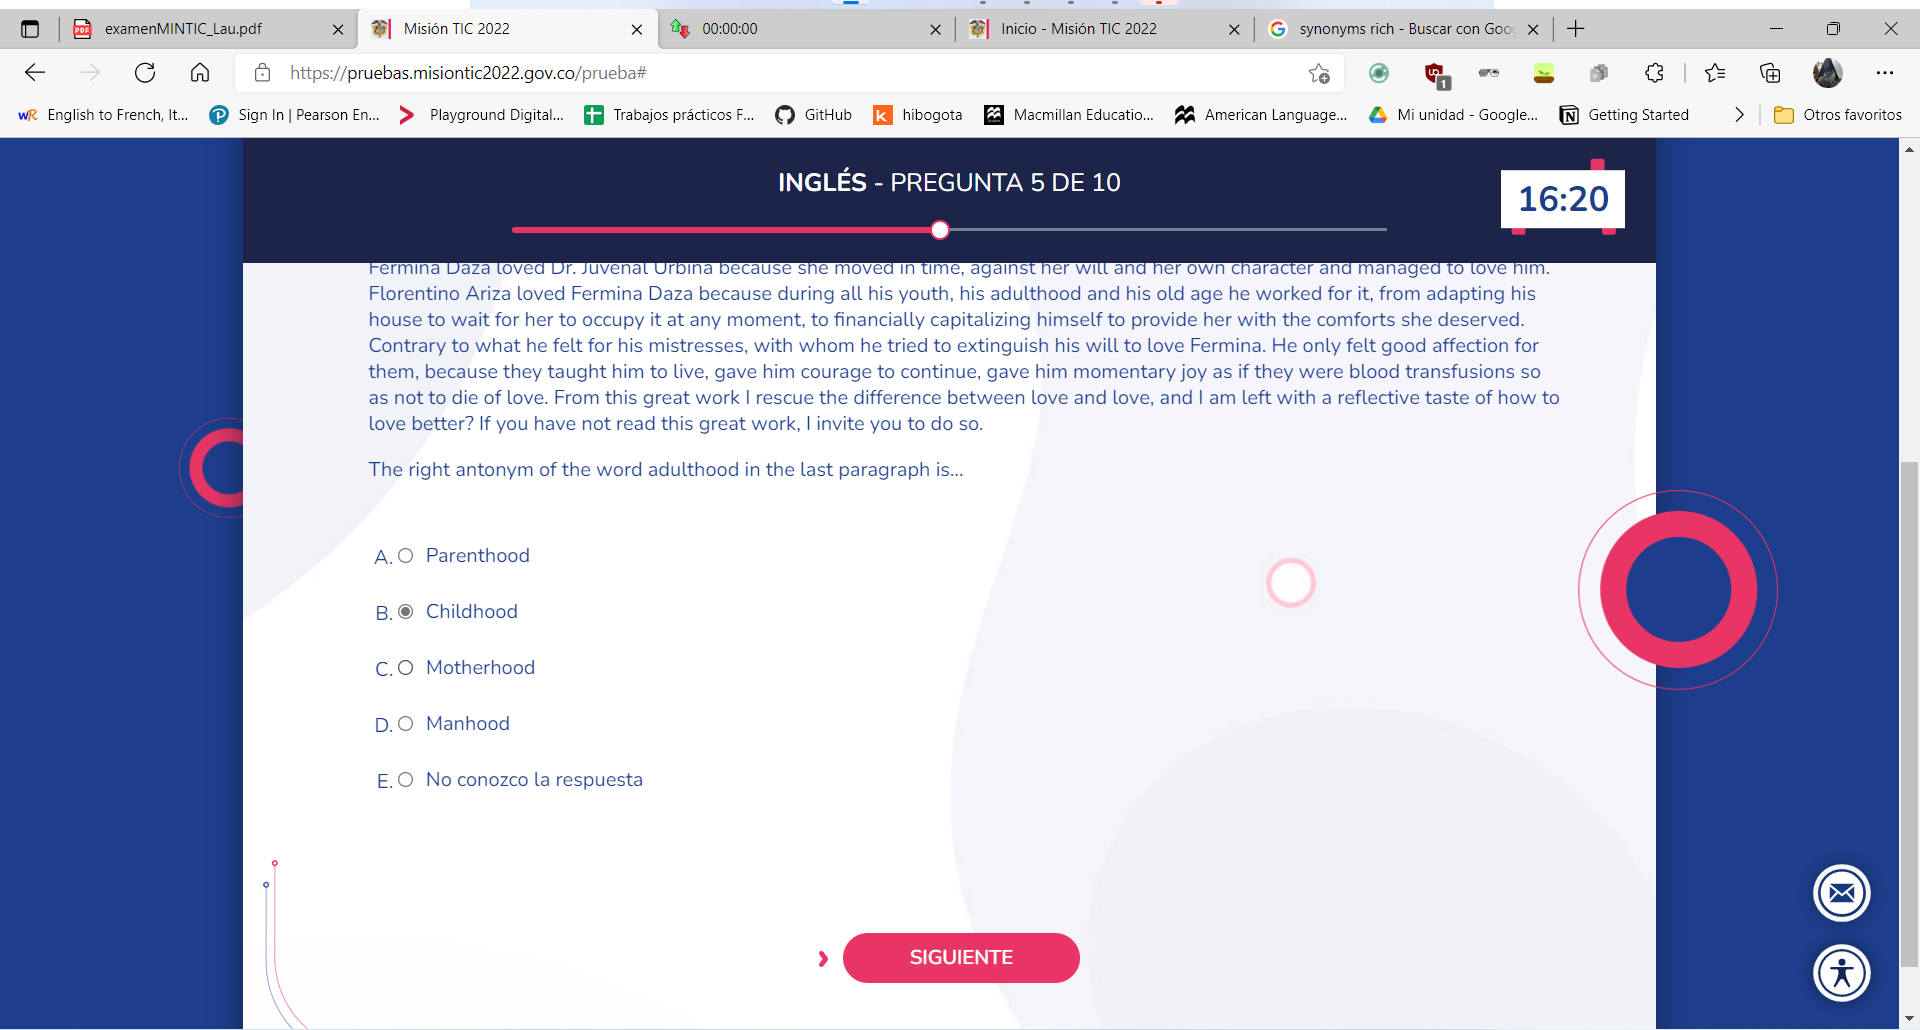 examenMINTIC_Lau.pdf
Misión TIC 2022
00:00:00
Inicio - Misión TIC 2022
synonyms rich - Buscar con Goo
https://pruebas.misiontic2022.gov.co/prueba#
1
English to French, It...
Sign In | Pearson En...
Playground Digital...
Trabajos prácticos F...
GitHub
hibogota
Macmillan Educatio...
American Language...
Mi unidad - Google...
Getting Started
Otros favoritos
INGLÉS - PREGUNTA 5 DE 10
16:20
Fermina Daza loved Dr. Juvenal Urbina because she moved in time, against her will and her own character and managed to love him.
Florentino Ariza loved Fermina Daza because during all his youth, his adulthood and his old age he worked for it, from adapting his
house to wait for her to occupy it at any moment, to financially capitalizing himself to provide her with the comforts she deserved.
Contrary to what he felt for his mistresses, with whom he tried to extinguish his will to love Fermina. He only felt good affection for
them, because they taught him to live, gave him courage to continue, gave him momentary joy as if they were blood transfusions so
as not to die of love. From this great work I rescue the difference between love and love, and I am left with a reflective taste of how to
love better? If you have not read this great work, I invite you to do so.
The right antonym of the word adulthood in the last paragraph is...
A. Parenthood
B. Childhood
C. Motherhood
D. Manhood
E. No conozco la respuesta
SIGUIENTE